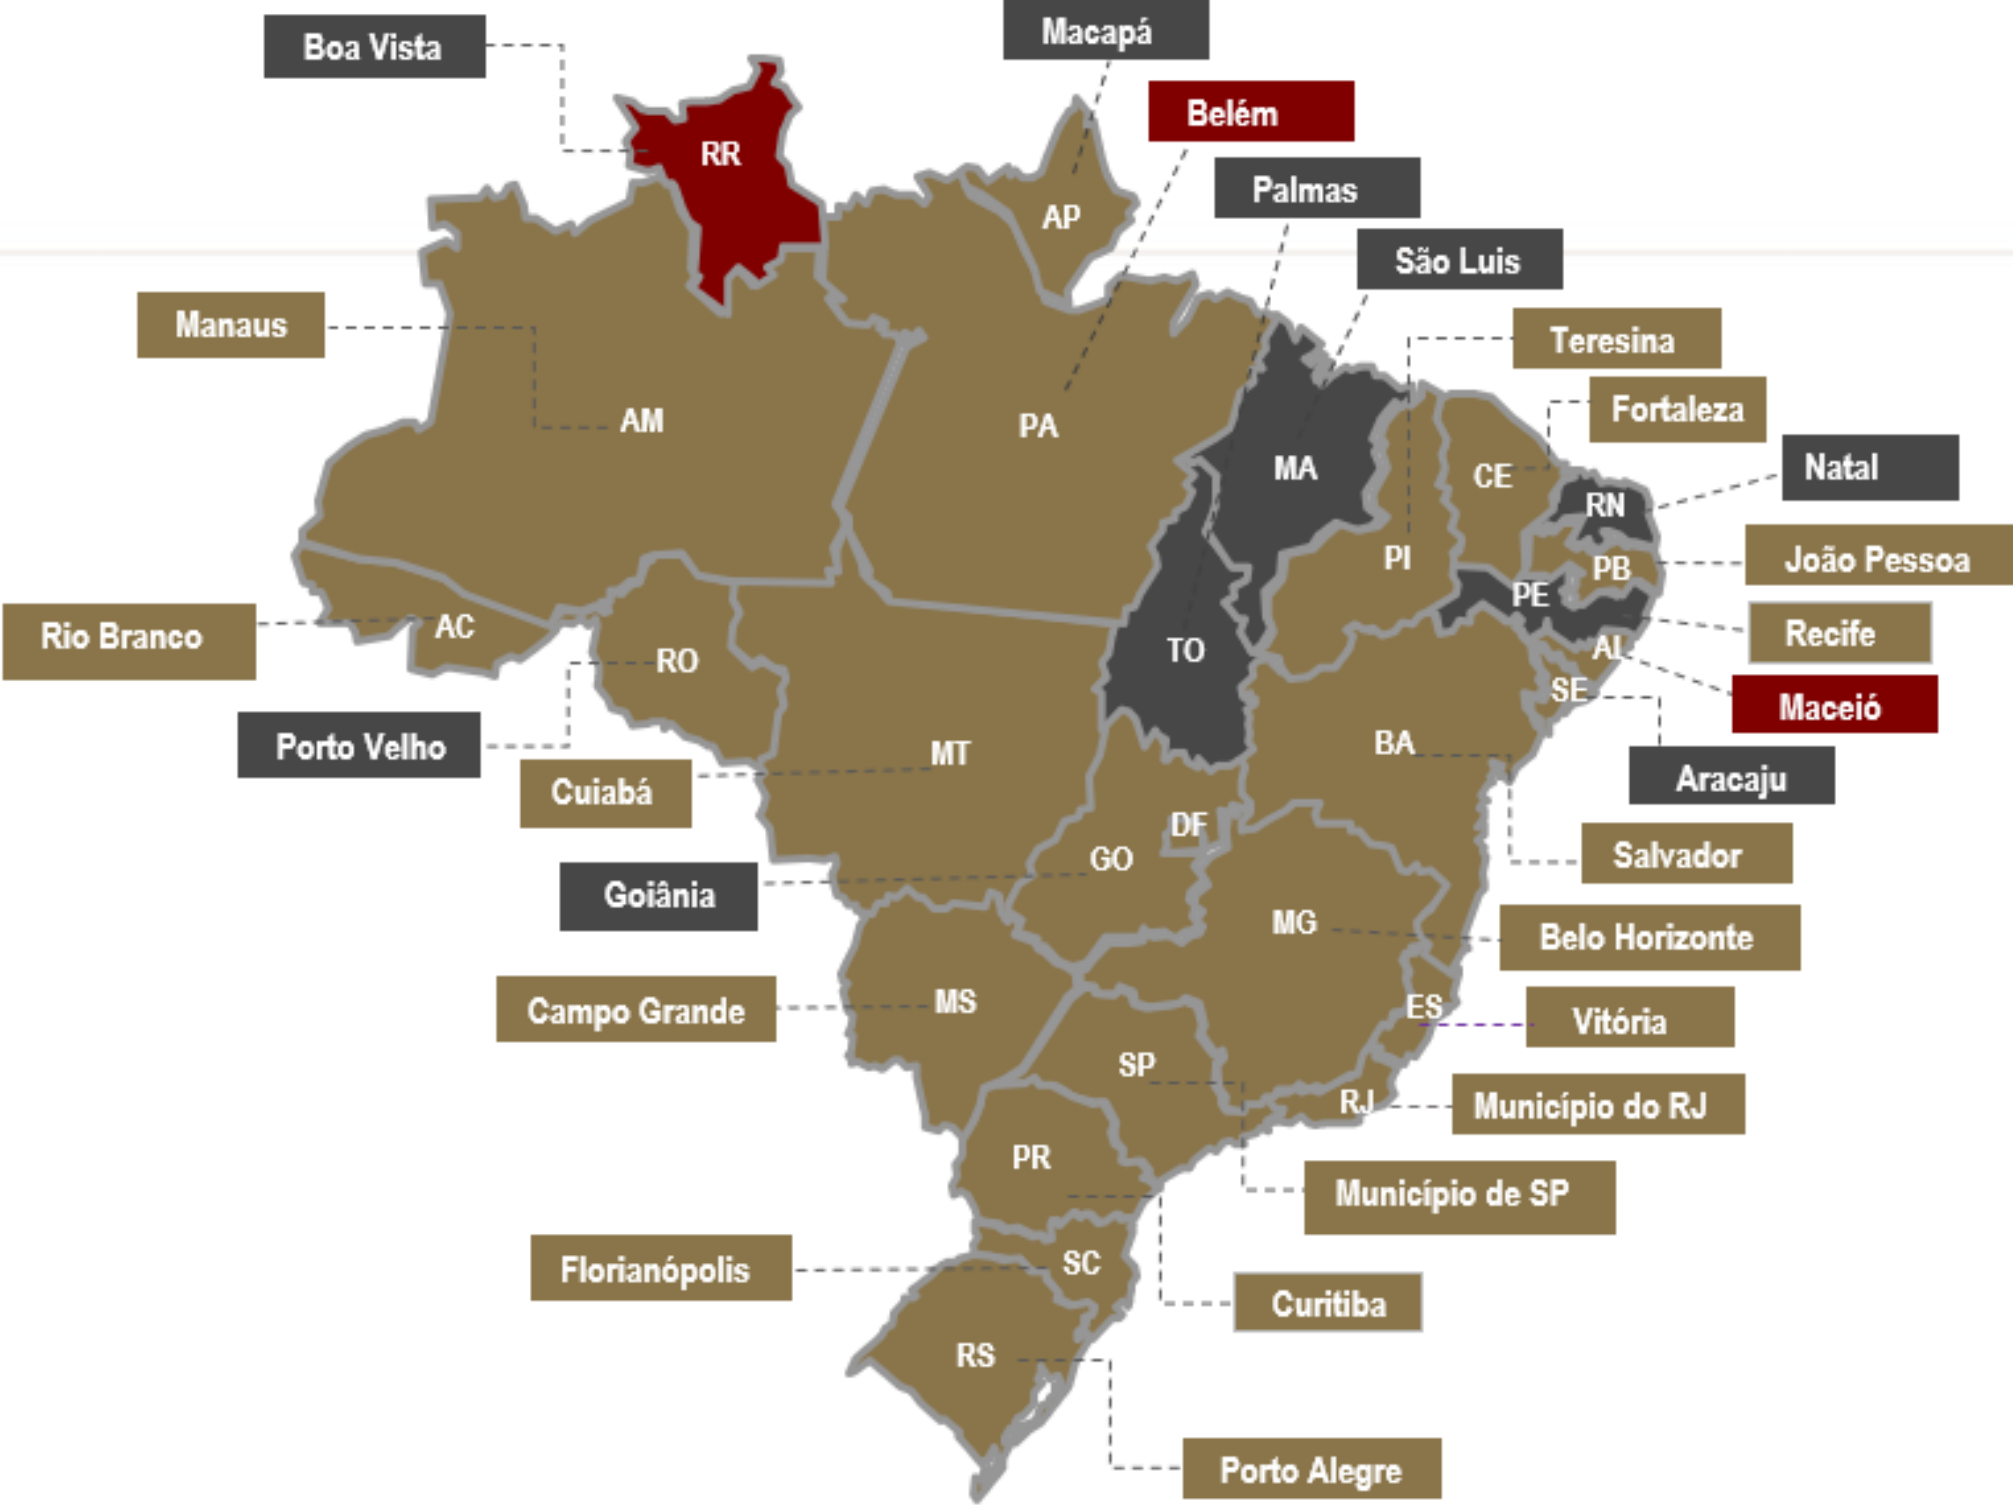 Macapá
Boa Vista
Belém
RR
Palmas
AP
São Luis
Manaus
Teresina
Fortaleza
AM
PA
MA
CE
Natal
RN
PI
João Pessoa
PB
PE
Rio Branco
AC
Recife
AL
TO
RO
SE
Maceió
Porto Velho
MT
BA
Aracaju
Cuiabá
DF
GO
Salvador
Goiânia
MG
Belo Horizonte
MS
Campo Grande
ES
Vitória
SP
RJ
Município do RJ
PR
Município de SP
SC
Florianópolis
Curitiba
RS
Porto Alegre